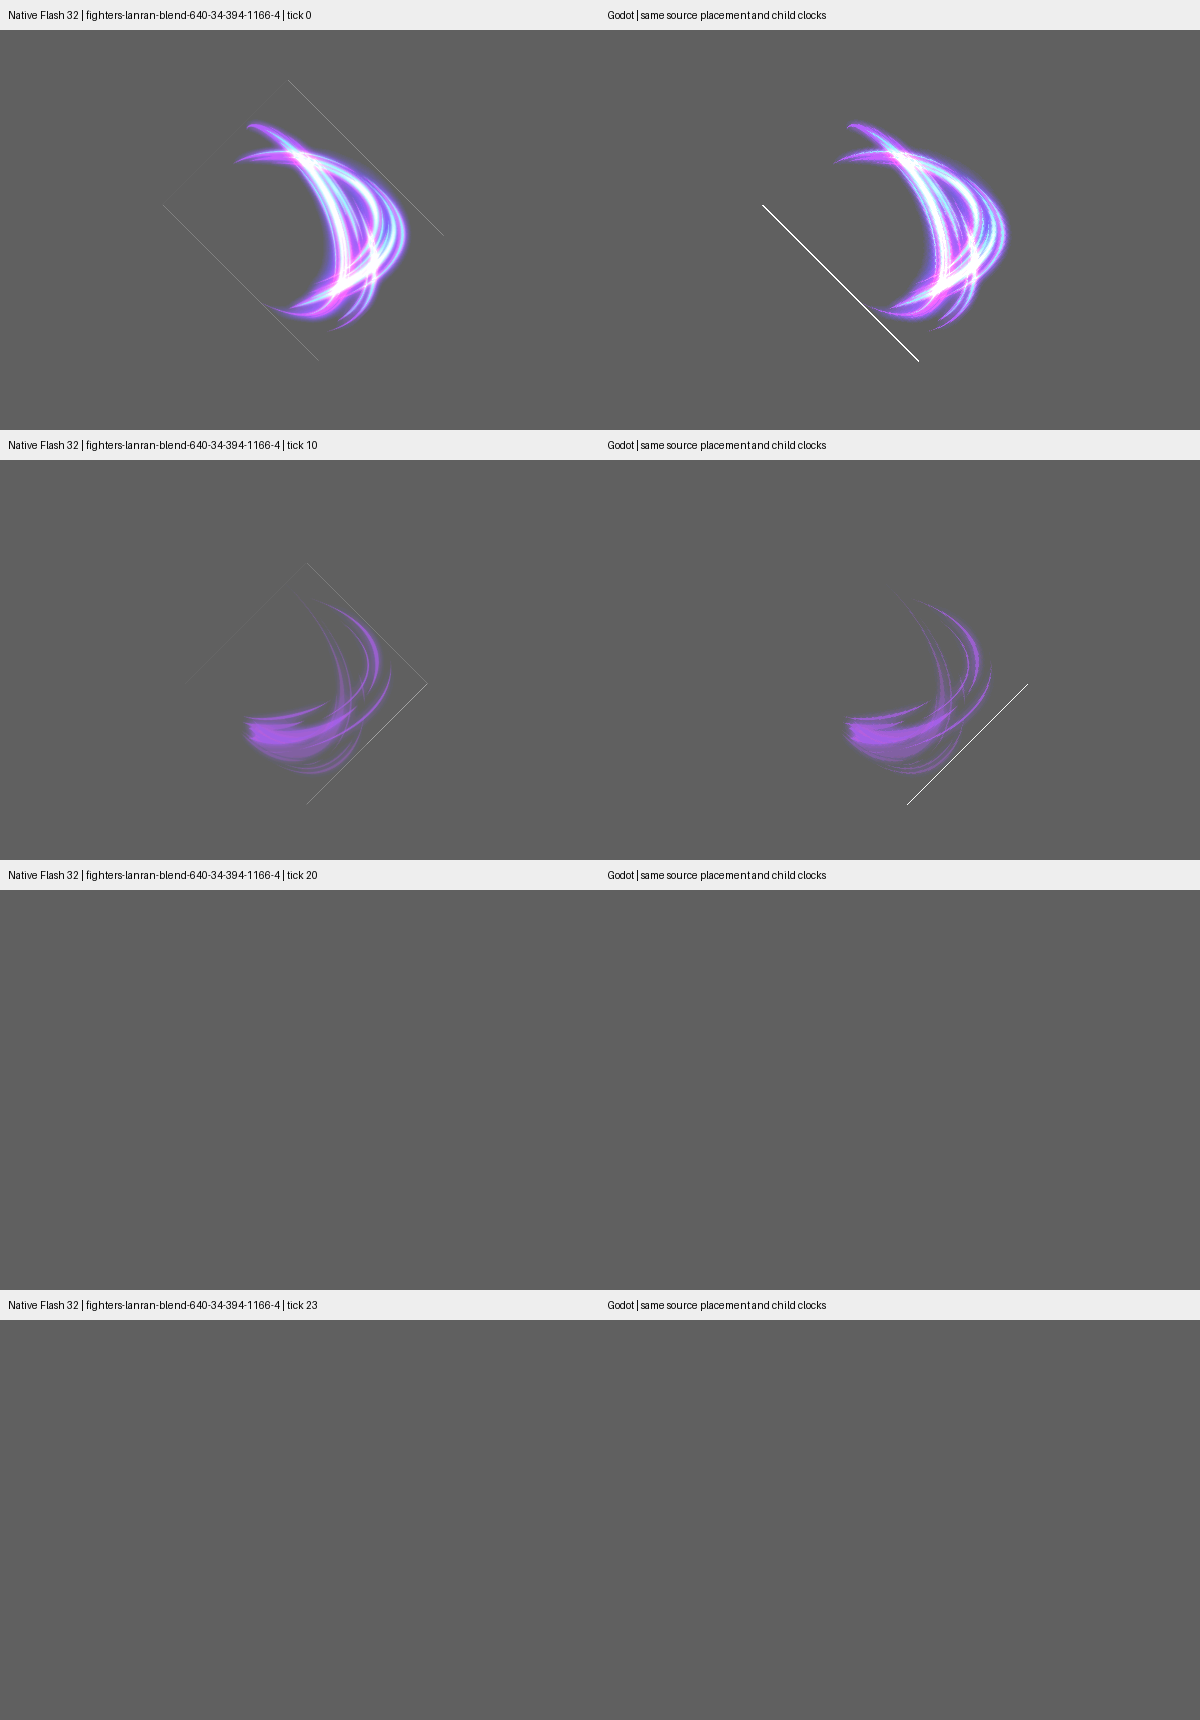 Native Flash 32 | fighters-lanran-blend-640-34-394-1166-4 | tick 0
Godot | same source placement and child clocks
Native Flash 32 | fighters-lanran-blend-640-34-394-1166-4 | tick 10
Godot | same source placement and child clocks
Native Flash 32 | fighters-lanran-blend-640-34-394-1166-4 | tick 20
Godot | same source placement and child clocks
Native Flash 32 | fighters-lanran-blend-640-34-394-1166-4 | tick 23
Godot | same source placement and child clocks